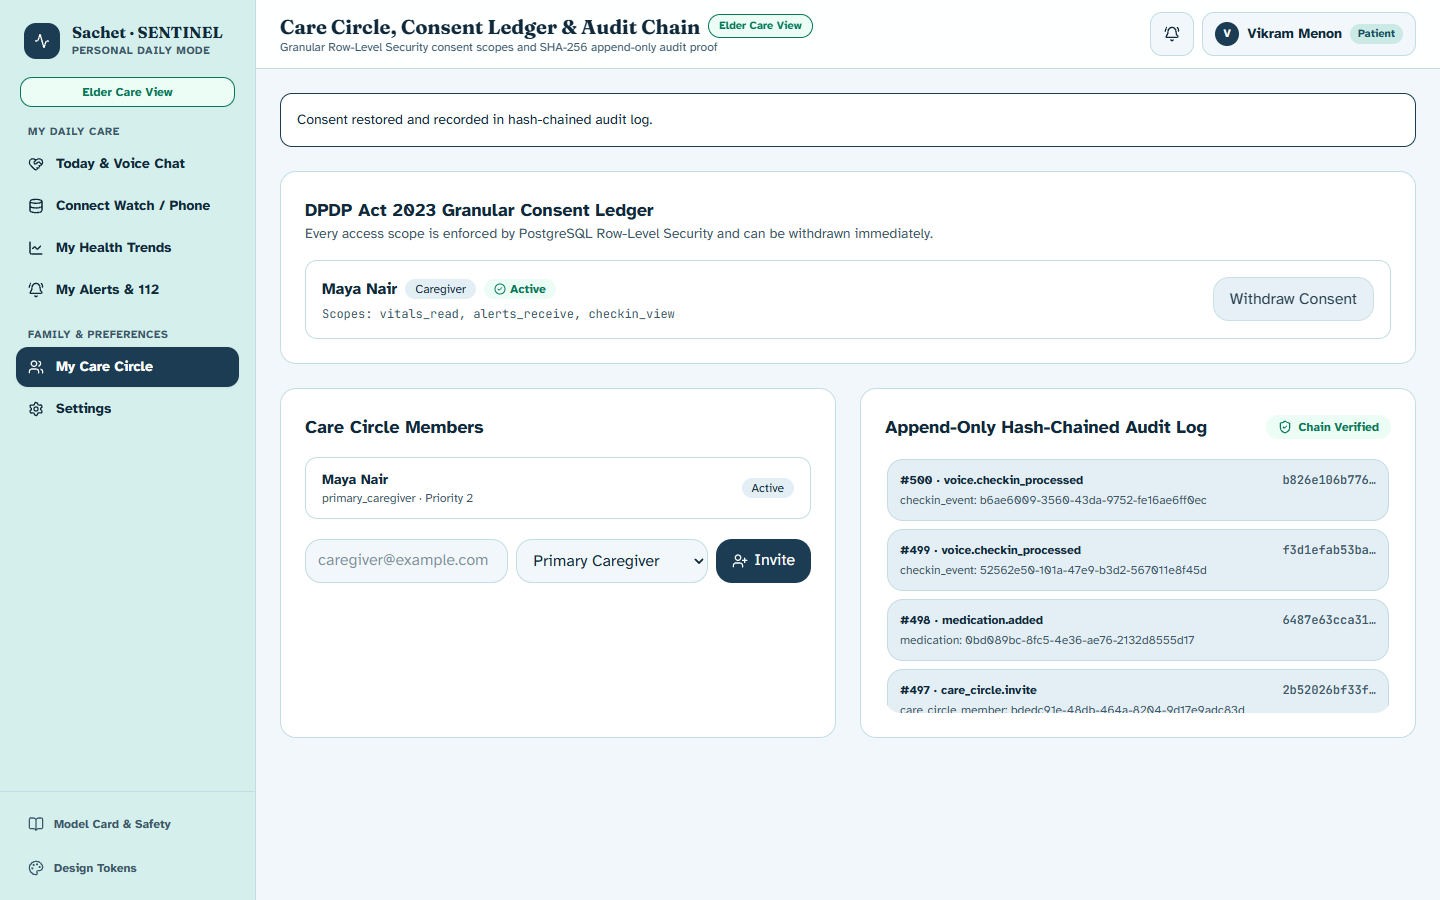 Sachet · SENTINEL
PERSONAL DAILY MODE
Elder Care View
MY DAILY CARE
Today & Voice Chat
Connect Watch / Phone
My Health Trends
My Alerts & 112
FAMILY & PREFERENCES
My Care Circle
Settings
Model Card & Safety
Design Tokens
Care Circle, Consent Ledger & Audit Chain
Elder Care View
Granular Row-Level Security consent scopes and SHA-256 append-only audit proof
V
Vikram Menon
Patient
Consent restored and recorded in hash-chained audit log.
DPDP Act 2023 Granular Consent Ledger
Every access scope is enforced by PostgreSQL Row-Level Security and can be withdrawn immediately.
Maya Nair
Caregiver
Active
Scopes: vitals_read, alerts_receive, checkin_view
Withdraw Consent
Care Circle Members
Maya Nair
primary_caregiver · Priority 2
Active
caregiver@example.com
Primary Caregiver
Invite
Append-Only Hash-Chained Audit Log
Chain Verified
#500 · voice.checkin_processed
b826e106b776…
checkin_event: b6ae6009-3560-43da-9752-fe16ae6ff0ec
#499 · voice.checkin_processed
f3d1efab53ba…
checkin_event: 52562e50-101a-47e9-b3d2-567011e8f45d
#498 · medication.added
6487e63cca31…
medication: 0bd089bc-8fc5-4e36-ae76-2132d8555d17
#497 · care_circle.invite
2b52026bf33f…
care_circle_member: bdedc91e-48db-464a-8204-9d17e9adc83d